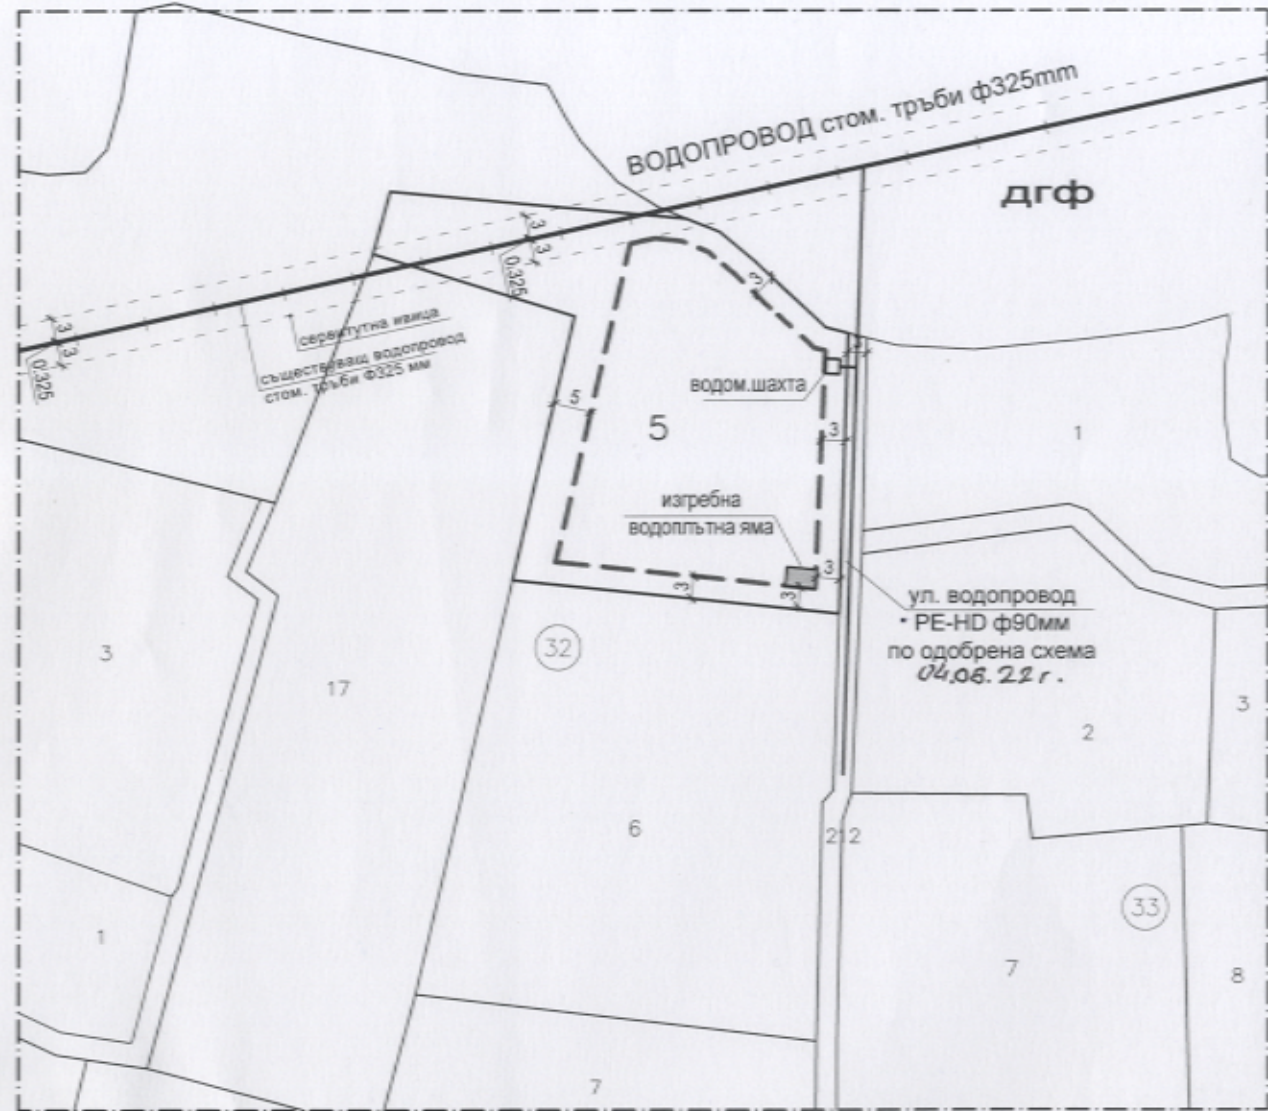 ВОДОПРОВОД стом. тръби ф325mm
дгф
3
3
0.325
3
3
0.325
сервитутна ивица
съществяващ водопровод
стом. тръби Ф325 мм
3
5
5
водом.шахта
3
1
изгребна
водоплътна яма
3
3
3
ул. водопровод
PE-HD ф90мм
по одобрена схема
04.08.22 г.
32
3
17
2
3
6
212
1
33
7
8
7